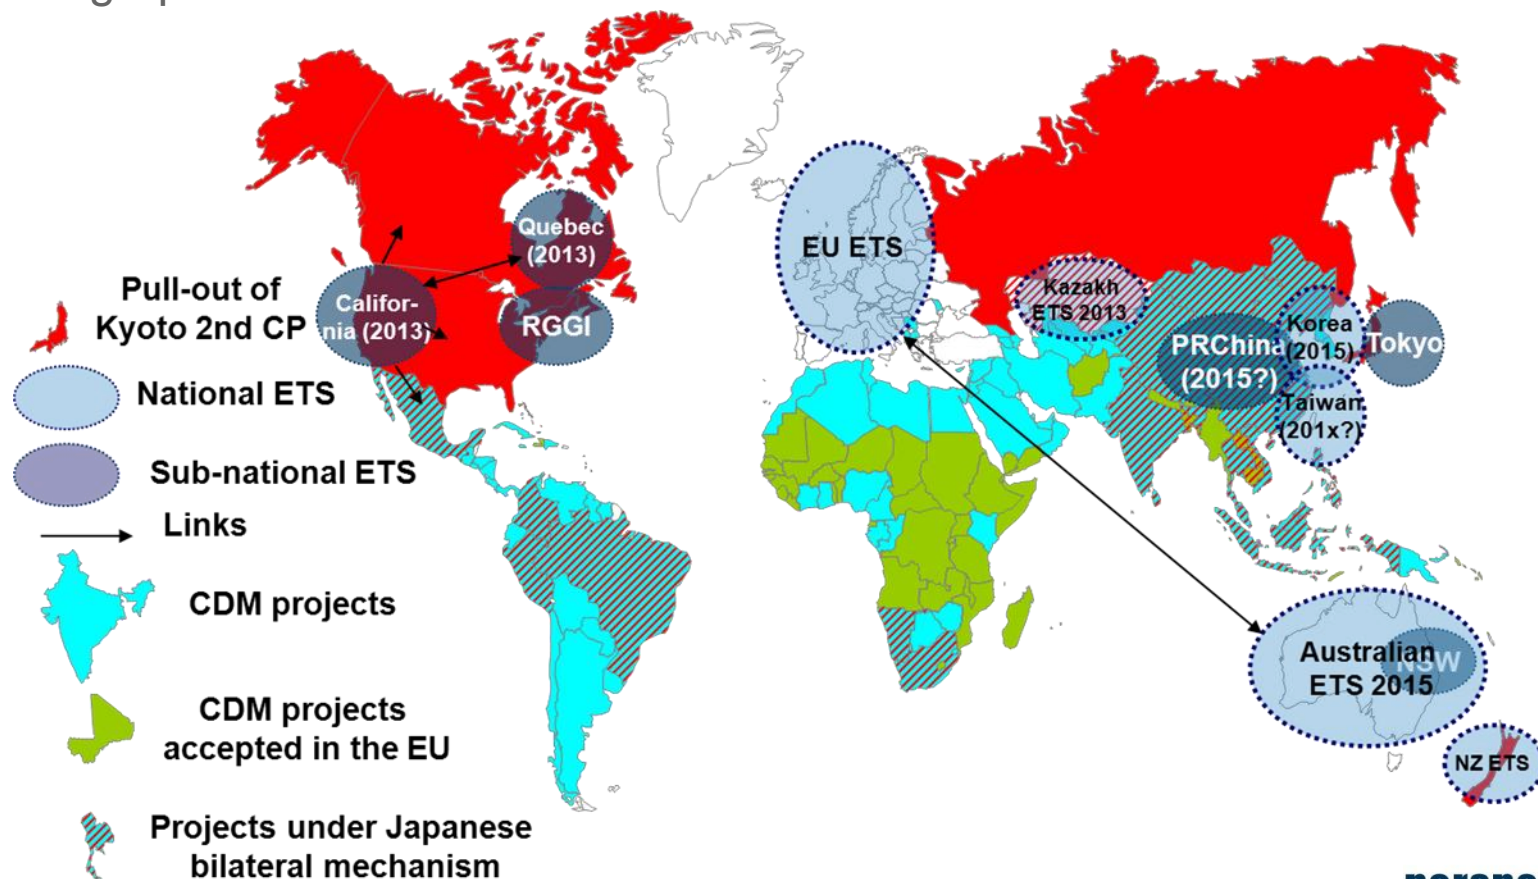 Pull-out of
Kyoto 2nd CP
National ETS
Sub-national ETS
Links
CDM projects
CDM projects
accepted in the EU
Projects under Japanese
bilateral mechanism
Quebec
(2013)
Califor-
nia (2013)
RGGI
EU ETS
Kazakh
ETS 2013
PRChina
(2015?)
Korea
(2015)
Tokyo
Taiwan
(201x?)
Australian
ETS 2015
NSW
NZ ETS